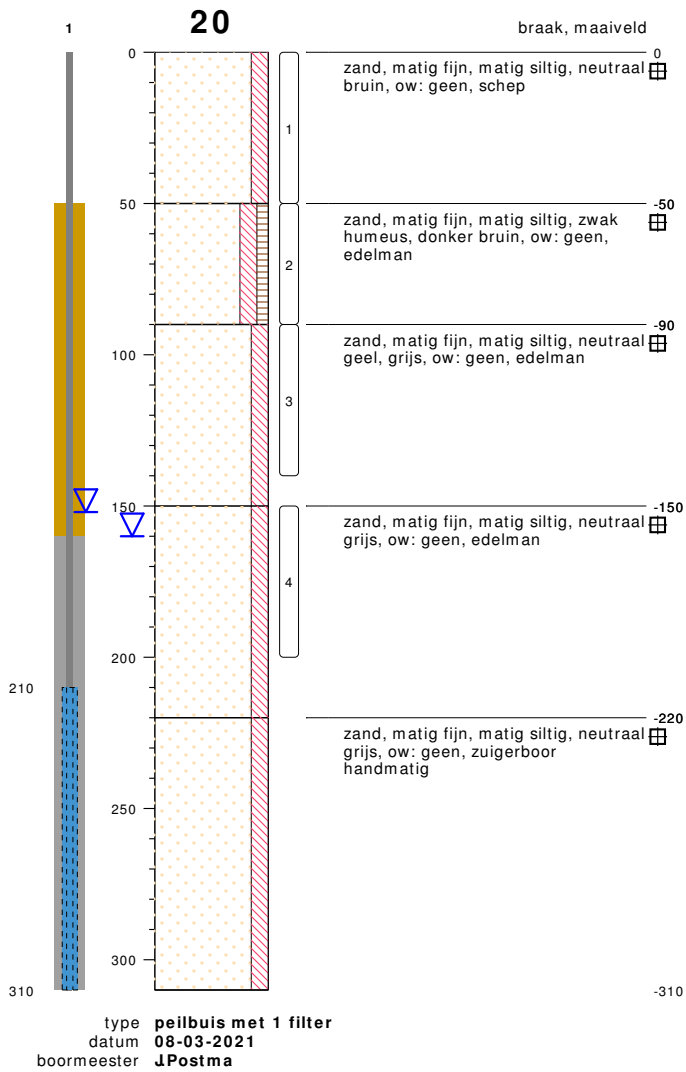 1
20
braak, maaiveld
0
0
zand, matig fijn, matig siltig, neutraal
bruin, ow: geen, schep
1
50
-50
zand, matig fijn, matig siltig, zwak
humeus, donker bruin, ow: geen,
edelman
2
-90
zand, matig fijn, matig siltig, neutraal
geel, grijs, ow: geen, edelman
100
3
150
-150
zand, matig fijn, matig siltig, neutraal
grijs, ow: geen, edelman
4
200
210
-220
zand, matig fijn, matig siltig, neutraal
grijs, ow: geen, zuigerboor
handmatig
250
300
310
-310
type peilbuis met 1 filter
datum 08-03-2021
boormeester J.Postma